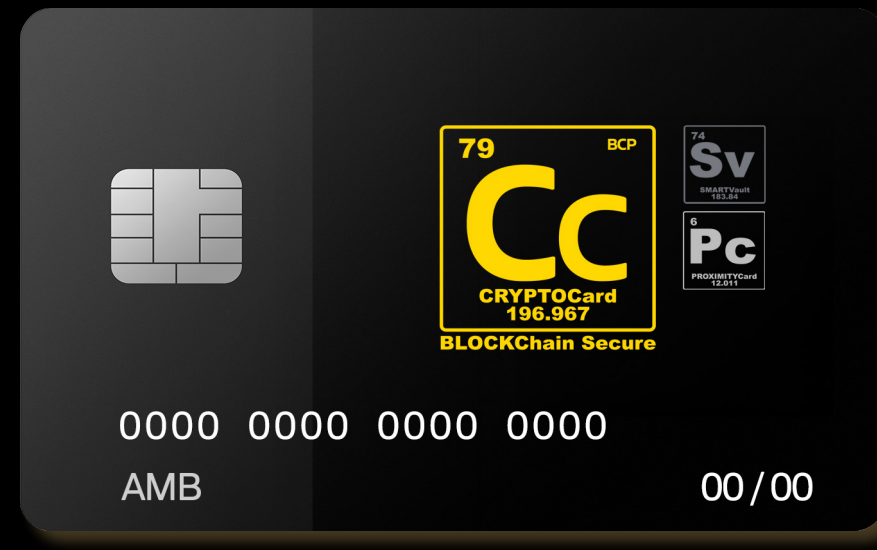 79 BCP
Cc
CRYPTOCard
196.967
BLOCKChain Secure
74
Sv
SMARTVault
183.84
6
Pc
PROXIMITYCard
12.011
0000 0000 0000 0000
AMB 00/00